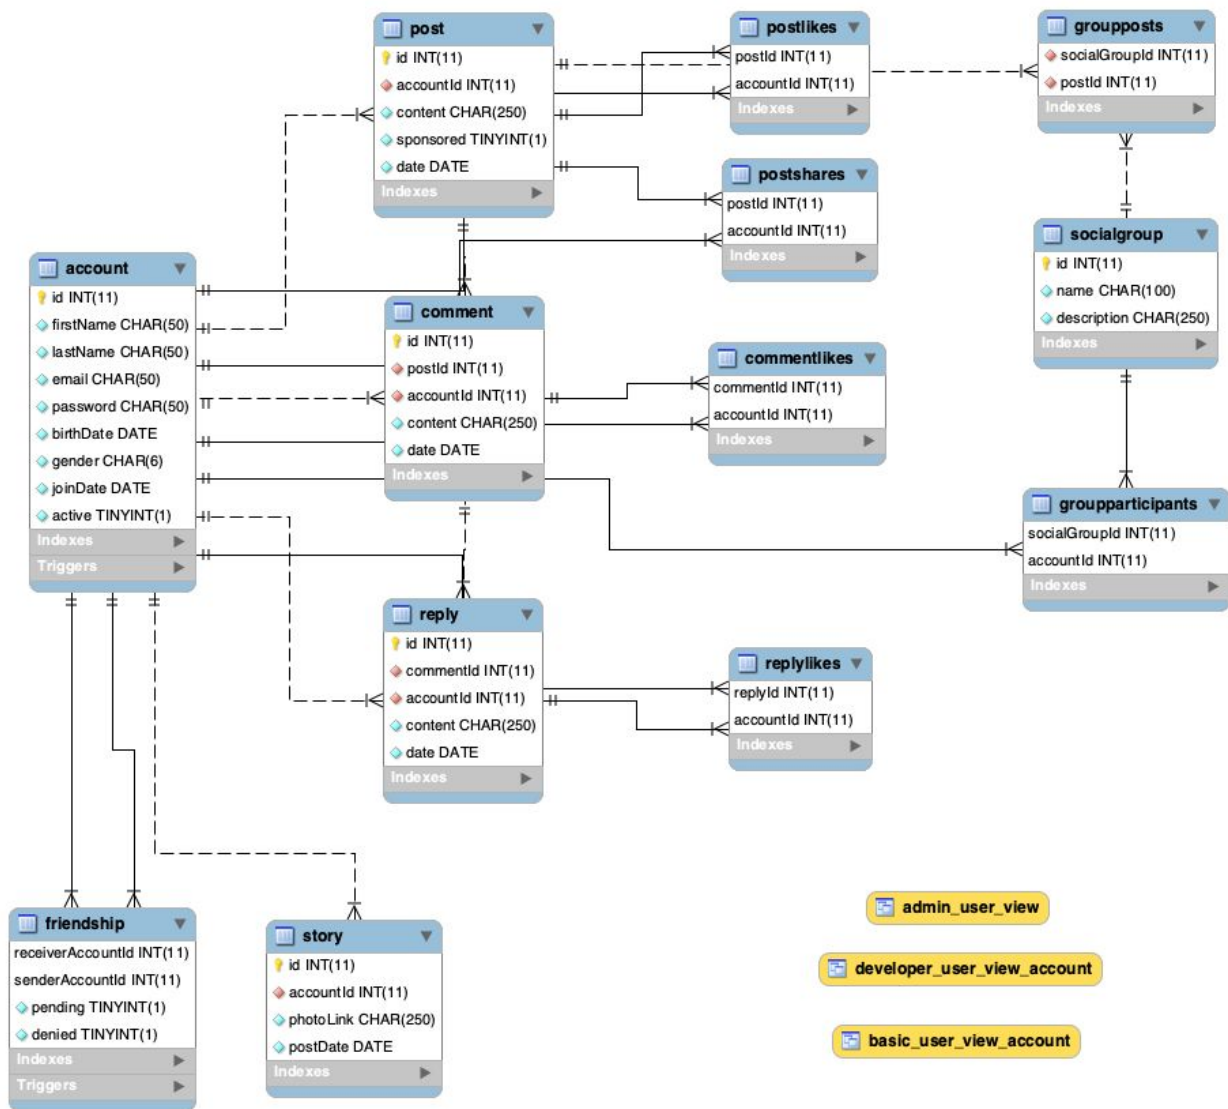 post
id INT(11)
accountId INT(11)
content CHAR(250)
sponsored TINYINT(1)
date DATE
Indexes
postlikes
postId INT(11)
accountId INT(11)
Indexes
groupposts
socialGroupId INT(11)
postId INT(11)
Indexes
postshares
postId INT(11)
accountId INT(11)
Indexes
socialgroup
id INT(11)
name CHAR(100)
description CHAR(250)
Indexes
account
id INT(11)
firstName CHAR(50)
lastName CHAR(50)
email CHAR(50)
password CHAR(50)
birthDate DATE
gender CHAR(6)
joinDate DATE
active TINYINT(1)
Indexes
Triggers
comment
id INT(11)
postId INT(11)
accountId INT(11)
content CHAR(250)
date DATE
Indexes
commentlikes
commentId INT(11)
accountId INT(11)
Indexes
groupparticipants
socialGroupId INT(11)
accountId INT(11)
Indexes
reply
id INT(11)
commentId INT(11)
accountId INT(11)
content CHAR(250)
date DATE
Indexes
replylikes
replyId INT(11)
accountId INT(11)
Indexes
friendship
receiverAccountId INT(11)
senderAccountId INT(11)
pending TINYINT(1)
denied TINYINT(1)
Indexes
Triggers
story
id INT(11)
accountId INT(11)
photoLink CHAR(250)
postDate DATE
Indexes
admin_user_view
developer_user_view_account
basic_user_view_account